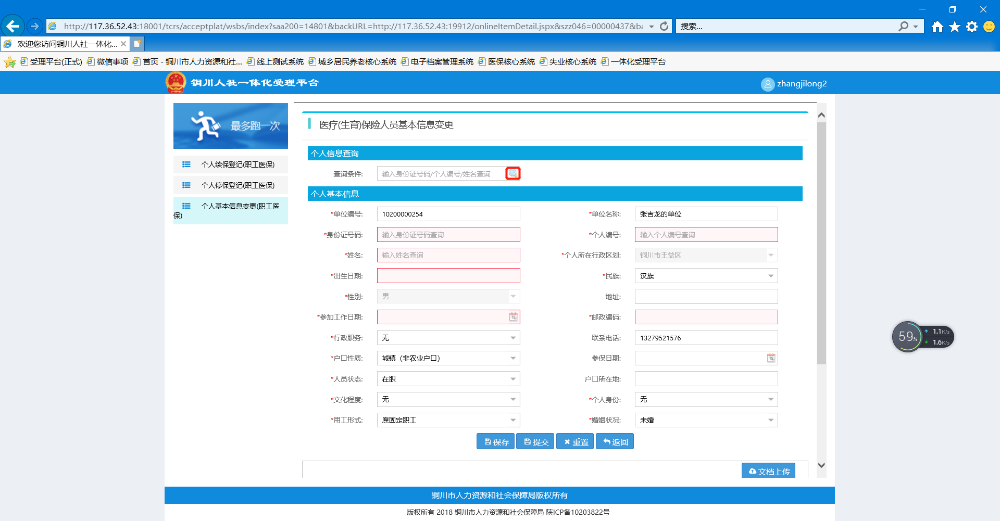 http://117.36.52.43:18001/tcrs/acceptplat/wsbs/index?saa200=14801&backURL=http://117.36.52.43:19912/onlineItemDetail.jspx&szz046=00000437&ba
搜索...
欢迎您访问铜川人社一体化...
受理平台(正式) 微信事项 首页 - 铜川市人力资源和社... 线上测试系统 城乡居民养老核心系统 电子档案管理系统 医保核心系统 失业核心系统 一体化受理平台
铜川人社一体化受理平台
zhangjilong2
最多跑一次
个人续保登记(职工医保)
个人停保登记(职工医保)
个人基本信息变更(职工医
保)
医疗(生育)保险人员基本信息变更
个人信息查询
查询条件: 输入身份证号码/个人编号/姓名查询
个人基本信息
*单位编号: 10200000254 *单位名称: 张吉龙的单位
*身份证号码: 输入身份证号码查询 *个人编号: 输入个人编号查询
*姓名: 输入姓名查询 *个人所在行政区划: 铜川市王益区
*出生日期: *民族: 汉族
*性别: 男 地址:
*参加工作日期: 15 *邮政编码:
*行政职务: 无 联系电话: 13279521576
*户口性质: 城镇（非农业户口） 参保日期: 15
*人员状态: 在职 户口所在地:
*文化程度: 无 *个人身份: 无
*用工形式: 原固定职工 *婚姻状况: 未婚
保存 提交 重置 返回
文档上传
59% 1.1K/s
1.6K/s
铜川市人力资源和社会保障局版权所有
版权所有 2018 铜川市人力资源和社会保障局 陕ICP备10203822号